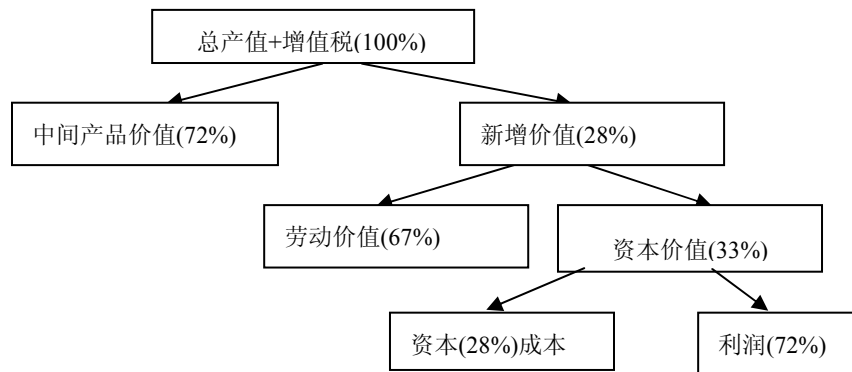 总产值+增值税(100%)
中间产品价值(72%)
新增价值(28%)
劳动价值(67%)
资本价值(33%)
资本(28%)成本
利润(72%)